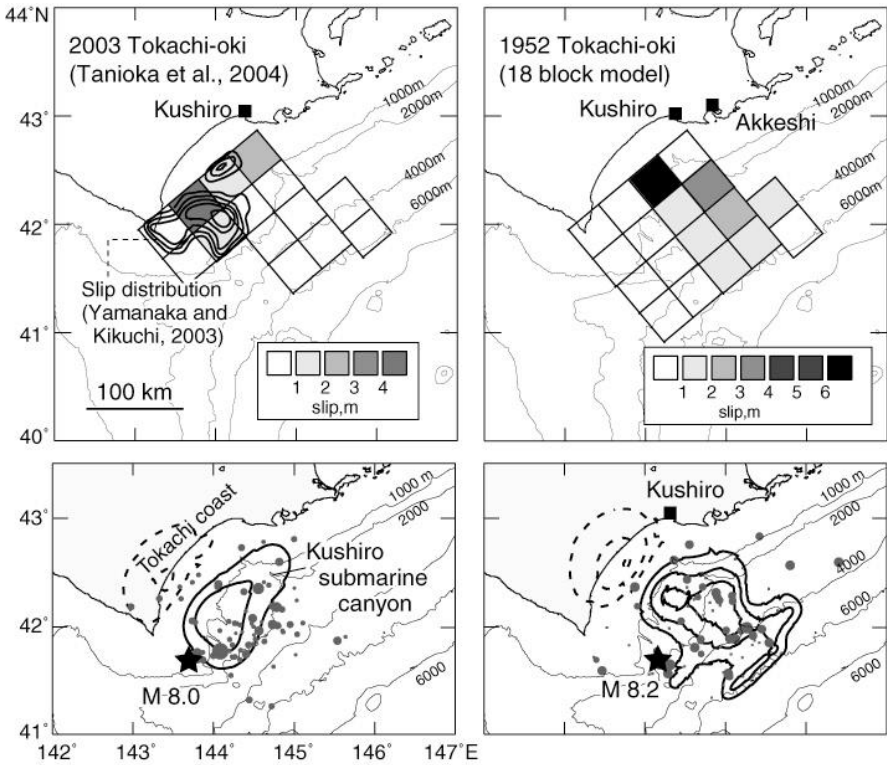 44°N
43°
42°
41°
40°
2003 Tokachi-oki
(Tanioka et al., 2004)
Kushiro
1000m
2000m
4000m
6000m
Slip distribution
(Yamanaka and
Kikuchi, 2003)
100 km
1 2 3 4
slip,m
1952 Tokachi-oki
(18 block model)
Kushiro
Akkeshi
1000m
2000m
4000m
6000m
1 2 3 4 5 6
slip,m
43°
42°
41°
Tokachi coast
Kushiro
submarine
canyon
1000 m
2000
4000
6000
6000
M 8.0
142° 143° 144° 145° 146° 147°E
Kushiro
1000 m
2000
4000
6000
6000
M 8.2